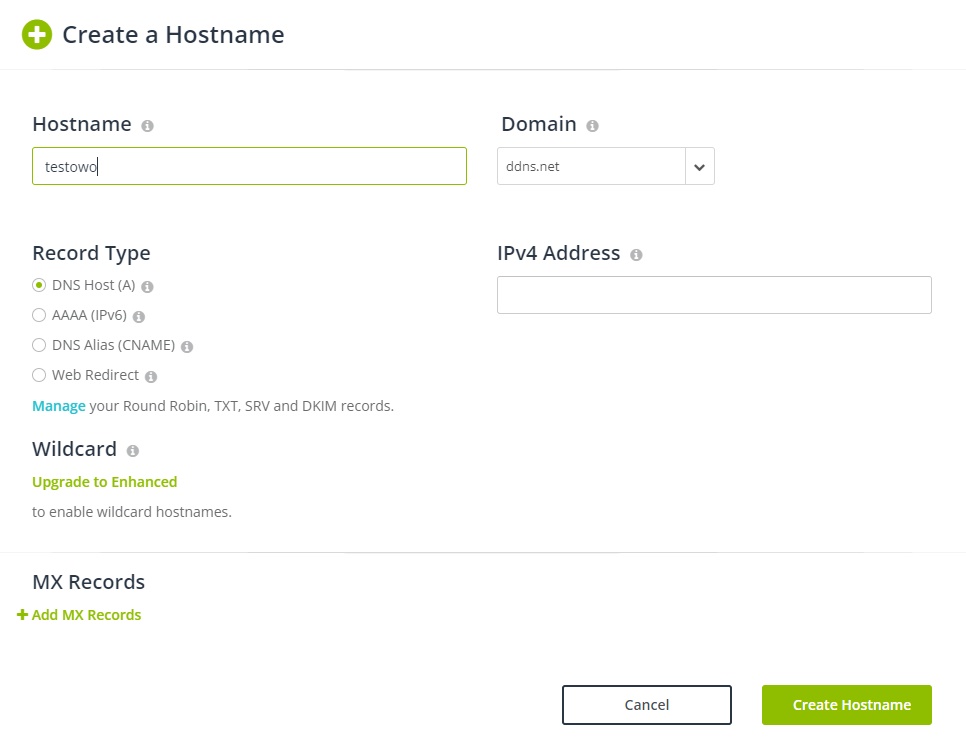 Create a Hostname
Hostname
Domain
testowo
ddns.net
Record Type
IPv4 Address
DNS Host (A)
AAAA (IPv6)
DNS Alias (CNAME)
Web Redirect
Manage your Round Robin, TXT, SRV and DKIM records.
Wildcard
Upgrade to Enhanced
to enable wildcard hostnames.
MX Records
Add MX Records
Cancel
Create Hostname